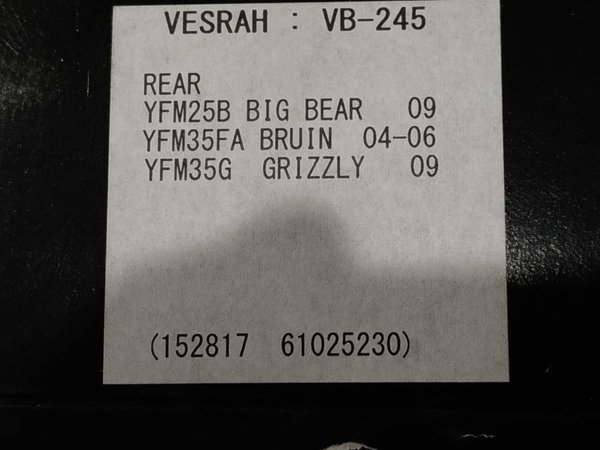 VESRAH : VB-245
REAR
YFM25B BIG BEAR 09
YFM35FA BRUIN 04-06
YFM35G GRIZZLY 09
(152817 61025230)